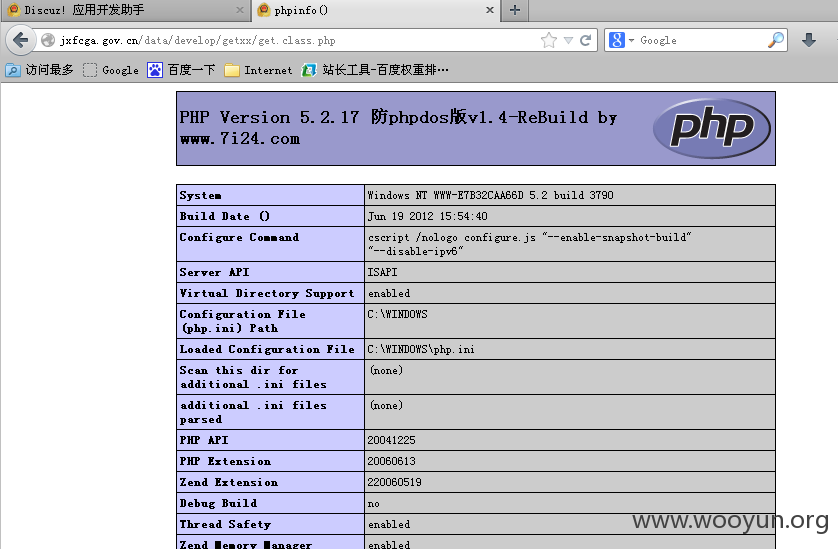 Discuz! 应用开发助手 × phpinfo() × +
jxfcga.gov.cn/data/develop/getxx/get.class.php Google
访问最多 Google 百度一下 Internet 站长工具-百度权重排…
PHP Version 5.2.17 防phpdos版v1.4-ReBuild by
www.7i24.com
php
System Windows NT WWW-E7B32CAA66D 5.2 build 3790
Build Date () Jun 19 2012 15:54:40
Configure Command cscript /nologo configure.js "--enable-snapshot-build"
"--disable-ipv6"
Server API ISAPI
Virtual Directory Support enabled
Configuration File C:\WINDOWS
(php.ini) Path
Loaded Configuration File C:\WINDOWS\php.ini
Scan this dir for (none)
additional .ini files
additional .ini files (none)
parsed
PHP API 20041225
PHP Extension 20060613
Zend Extension 220060519
Debug Build no
Thread Safety enabled
Zend Memory Manager enabled
www.wooyun.org